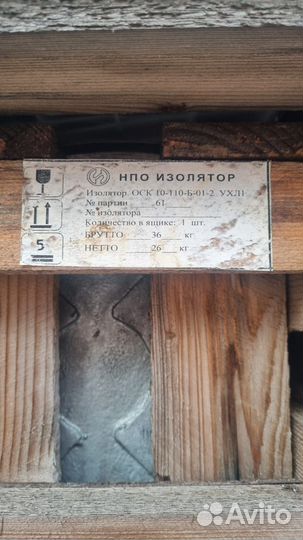 НПО ИЗОЛЯТОР
Изолятор ОСК 10-110-Б-01-2 УХЛ1
№ партии 61
№ изолятора
Количество в ящике: 1 шт.
БРУТТО 36 кг
НЕТТО 26 кг
5
Avito